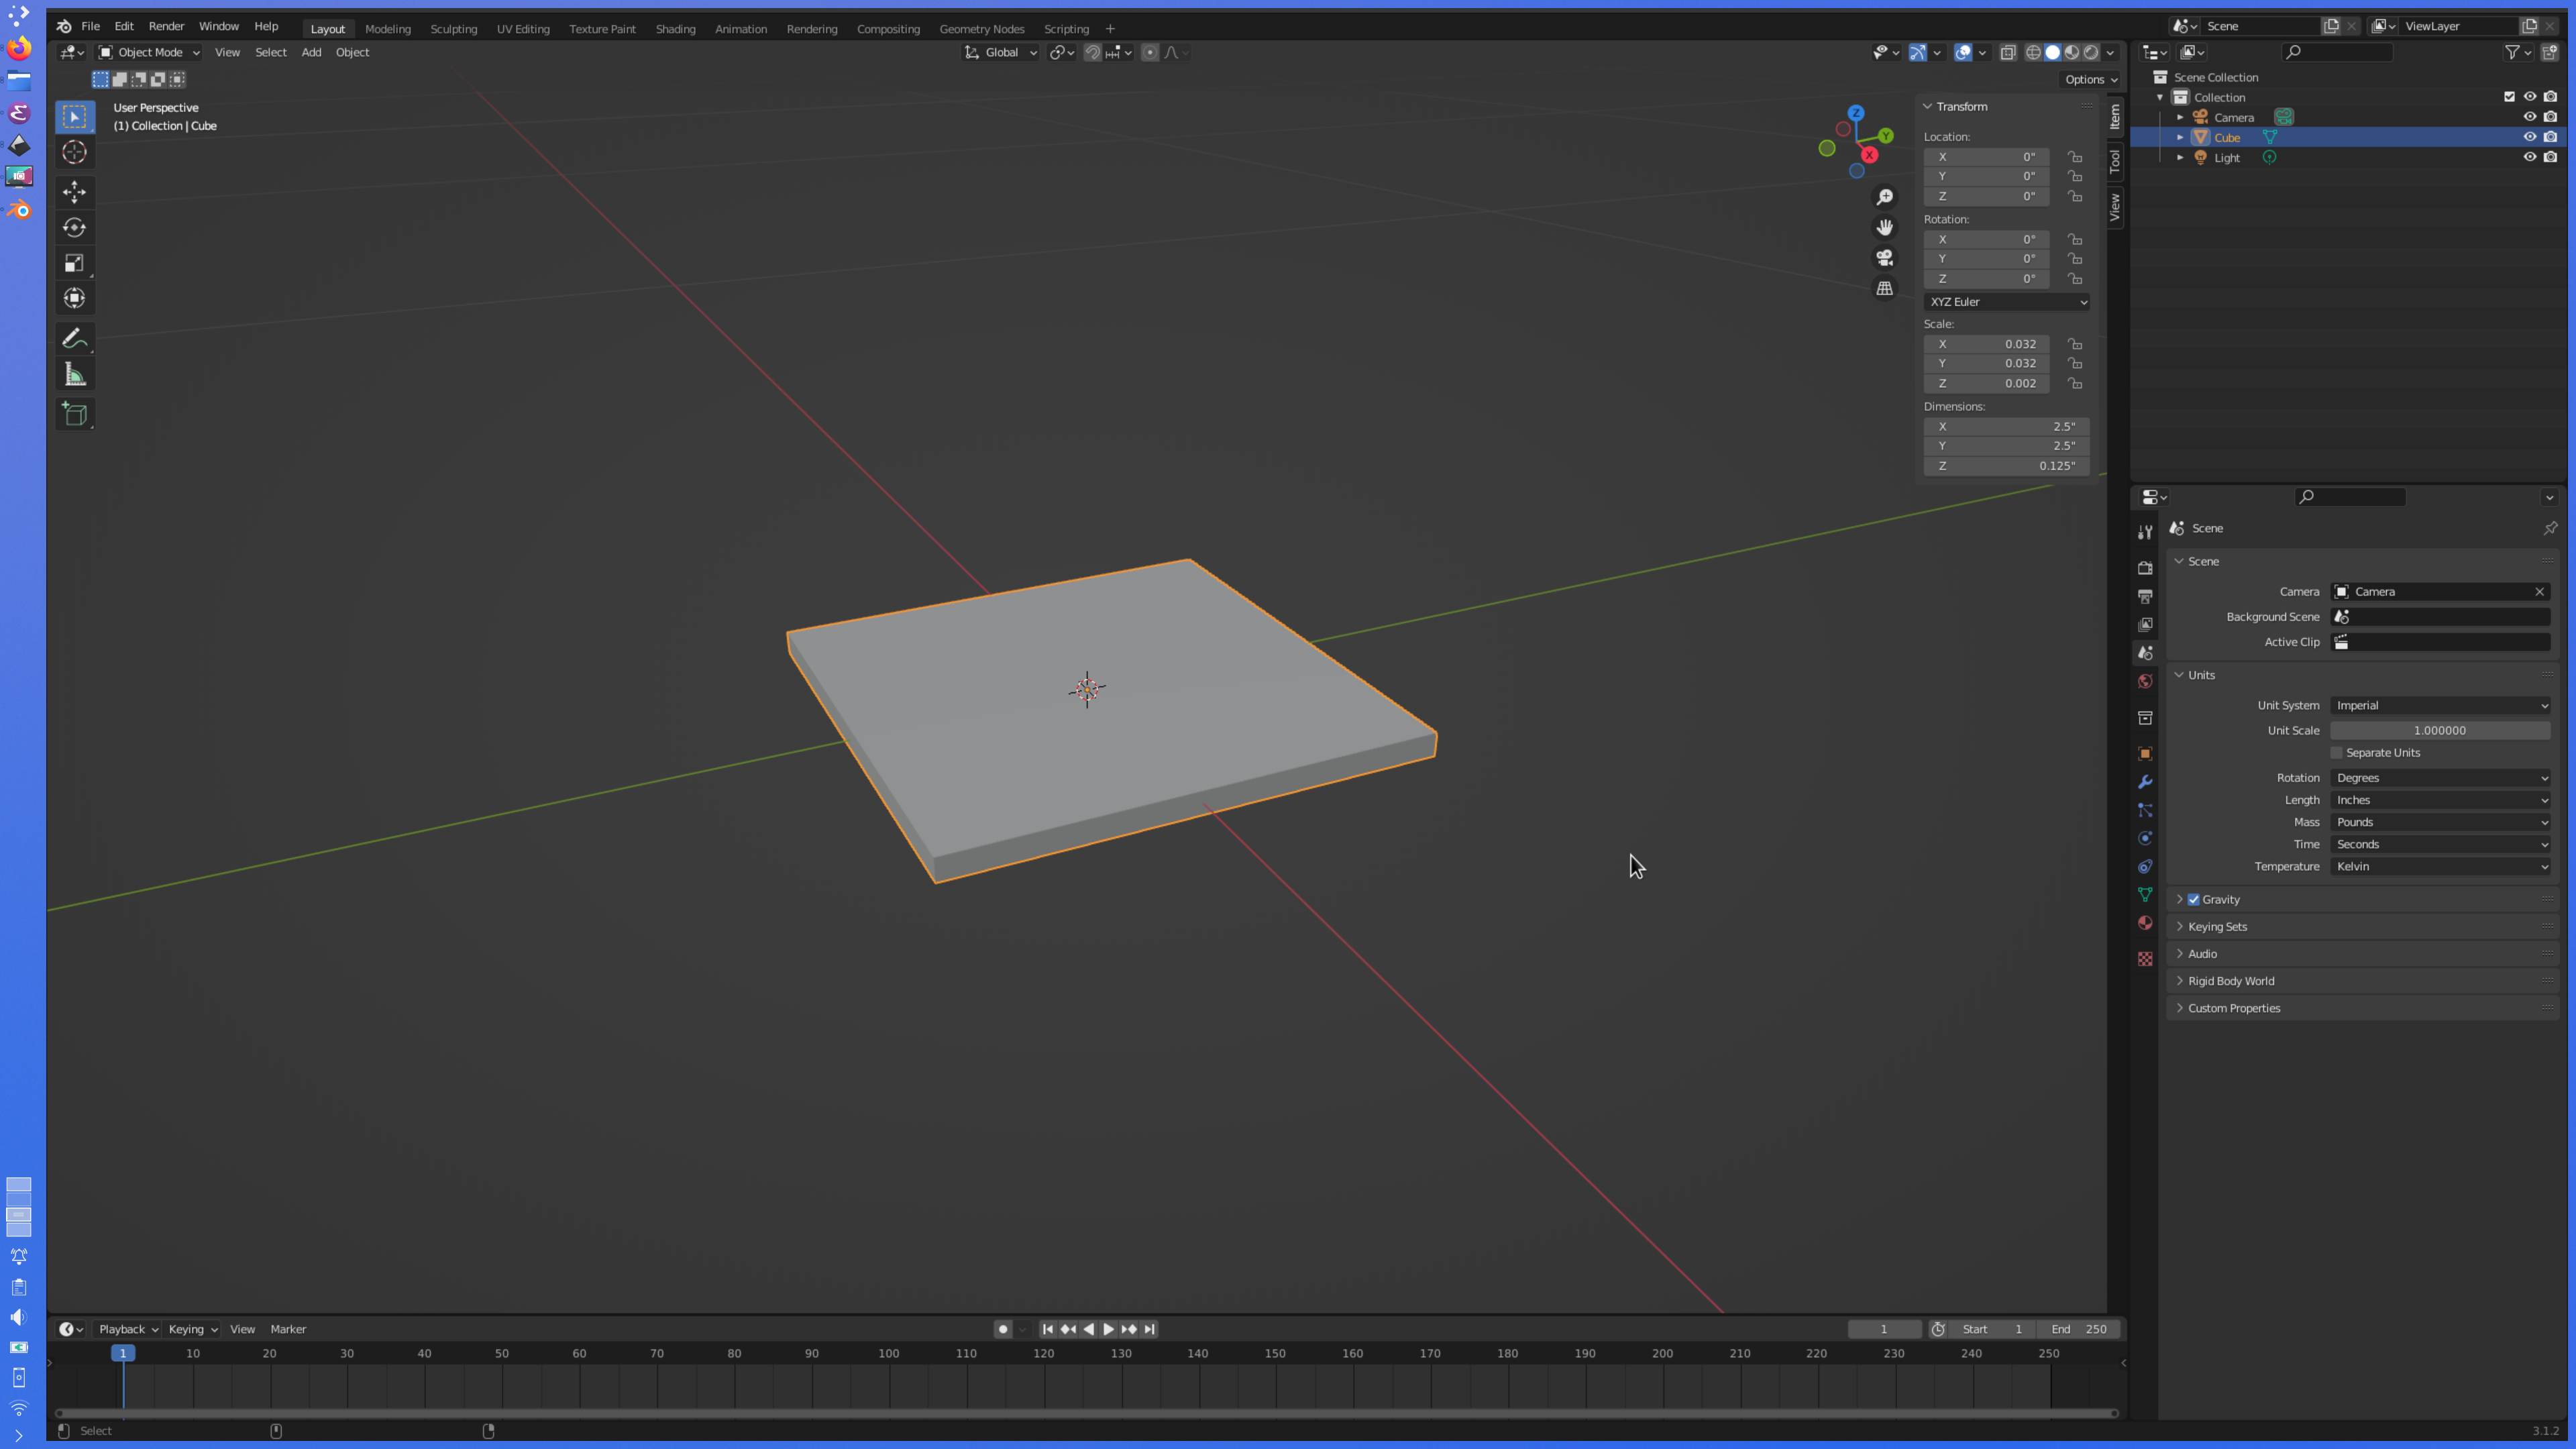 File Edit Render Window Help Layout Modeling Sculpting UV Editing Texture Paint Shading Animation Rendering Compositing Geometry Nodes Scripting + Scene ViewLayer
Object Mode View Select Add Object Global
Options
User Perspective
(1) Collection | Cube
Z
Y
X
Transform
Location:
X 0"
Y 0"
Z 0"
Rotation:
X 0°
Y 0°
Z 0°
XYZ Euler
Scale:
X 0.032
Y 0.032
Z 0.002
Dimensions:
X 2.5"
Y 2.5"
Z 0.125"
Item
Tool
View
Scene Collection
Collection
Camera
Cube
Light
Scene
Scene
Camera Camera
Background Scene
Active Clip
Units
Unit System Imperial
Unit Scale 1.000000
Separate Units
Rotation Degrees
Length Inches
Mass Pounds
Time Seconds
Temperature Kelvin
Gravity
Keying Sets
Audio
Rigid Body World
Custom Properties
Playback Keying View Marker 1 Start 1 End 250
1 10 20 30 40 50 60 70 80 90 100 110 120 130 140 150 160 170 180 190 200 210 220 230 240 250
Select 3.1.2